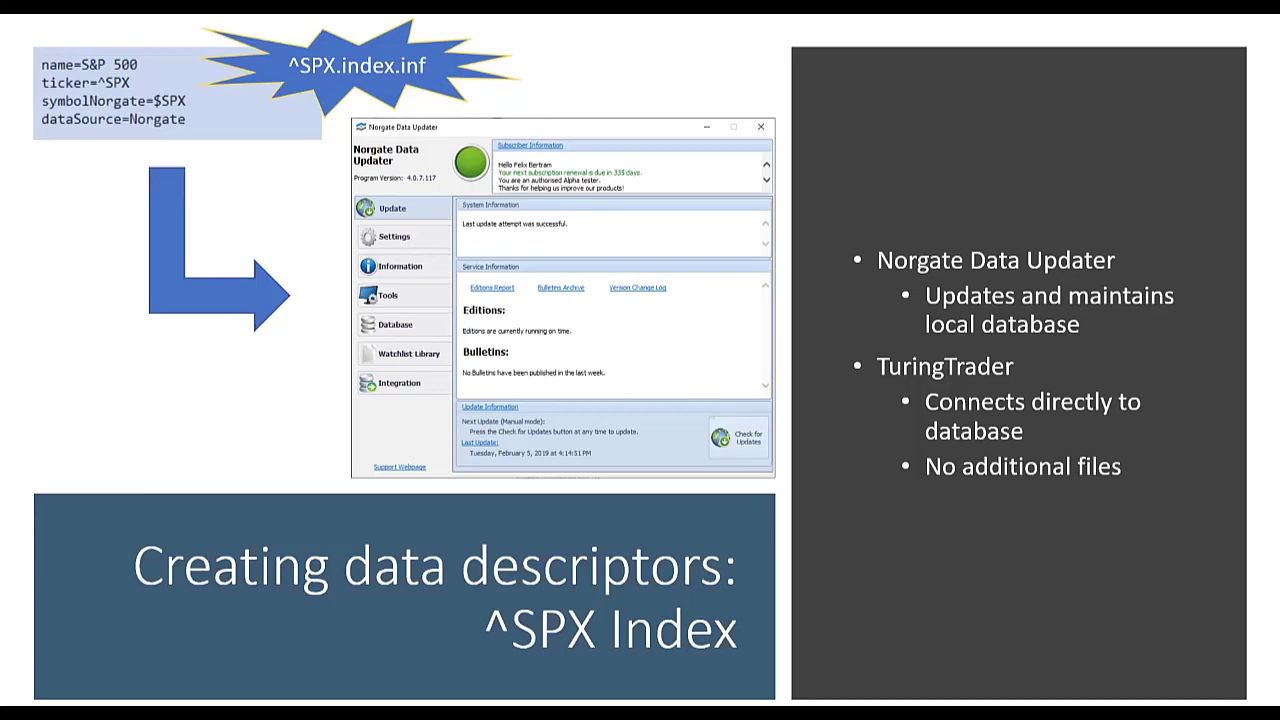 name=S&P 500
ticker=^SPX
symbolNorgate=$SPX
dataSource=Norgate
^SPX.index.inf
Norgate Data Updater
Norgate Data
Updater
Program Version: 4.0.7.117
Subscriber Information
Hello Felix Bertram
Your next subscription renewal is due in 335 days.
You are an authorised Alpha tester.
Thanks for helping us improve our products!
Update
Settings
Information
Tools
Database
Watchlist Library
Integration
Support Webpage
System Information
Last update attempt was successful.
Service Information
Editions Report Bulletins Archive Version Change Log
Editions:
Editions are currently running on time.
Bulletins:
No Bulletins have been published in the last week.
Update Information
Next Update (Manual mode):
Press the Check for Updates button at any time to update.
Last Update:
Tuesday, February 5, 2019 at 4:14:51 PM
Check for
Updates
Creating data descriptors:
^SPX Index
• Norgate Data Updater
• Updates and maintains
local database
• TuringTrader
• Connects directly to
database
• No additional files